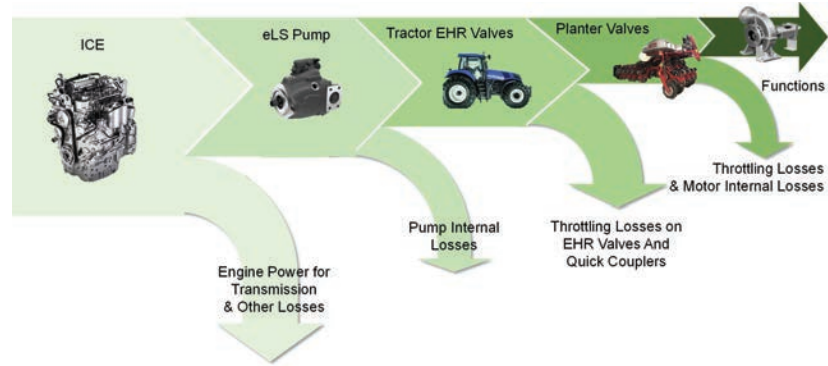 ICE
eLS Pump
Tractor EHR Valves
Planter Valves
Functions
Throttling Losses
& Motor Internal Losses
Pump Internal
Losses
Throttling Losses on
EHR Valves And
Quick Couplers
Engine Power for
Transmission
& Other Losses